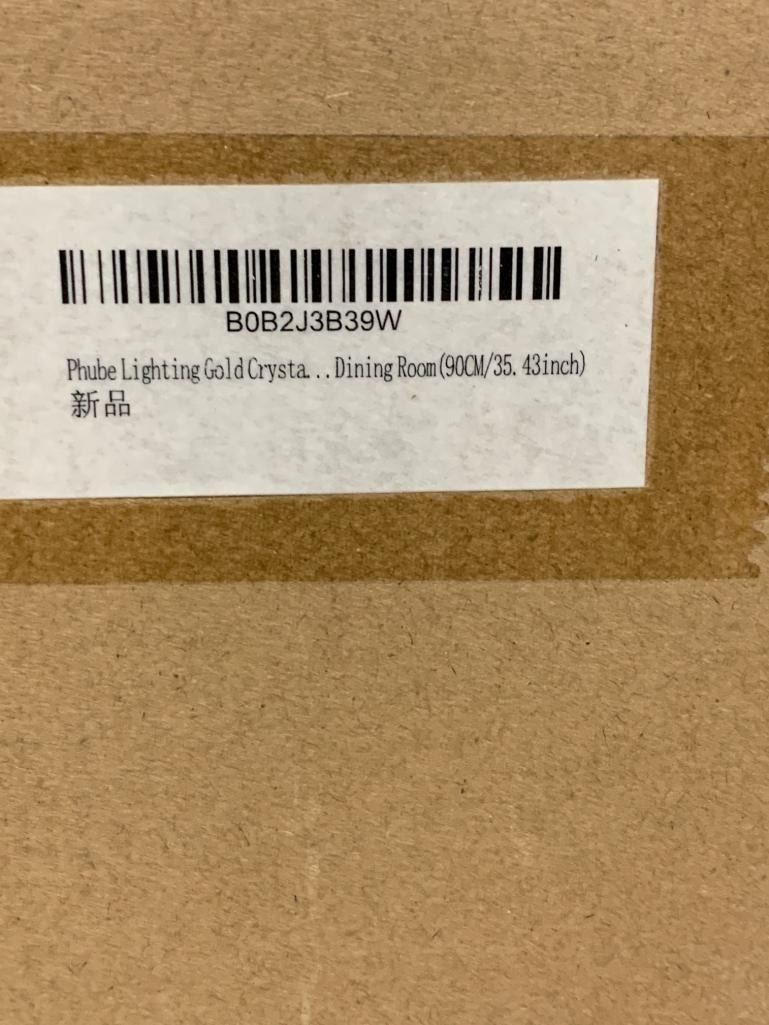 B0B2J3B39W
Phube Lighting Gold Crysta...Dining Room(90CM/35.43inch)
新品